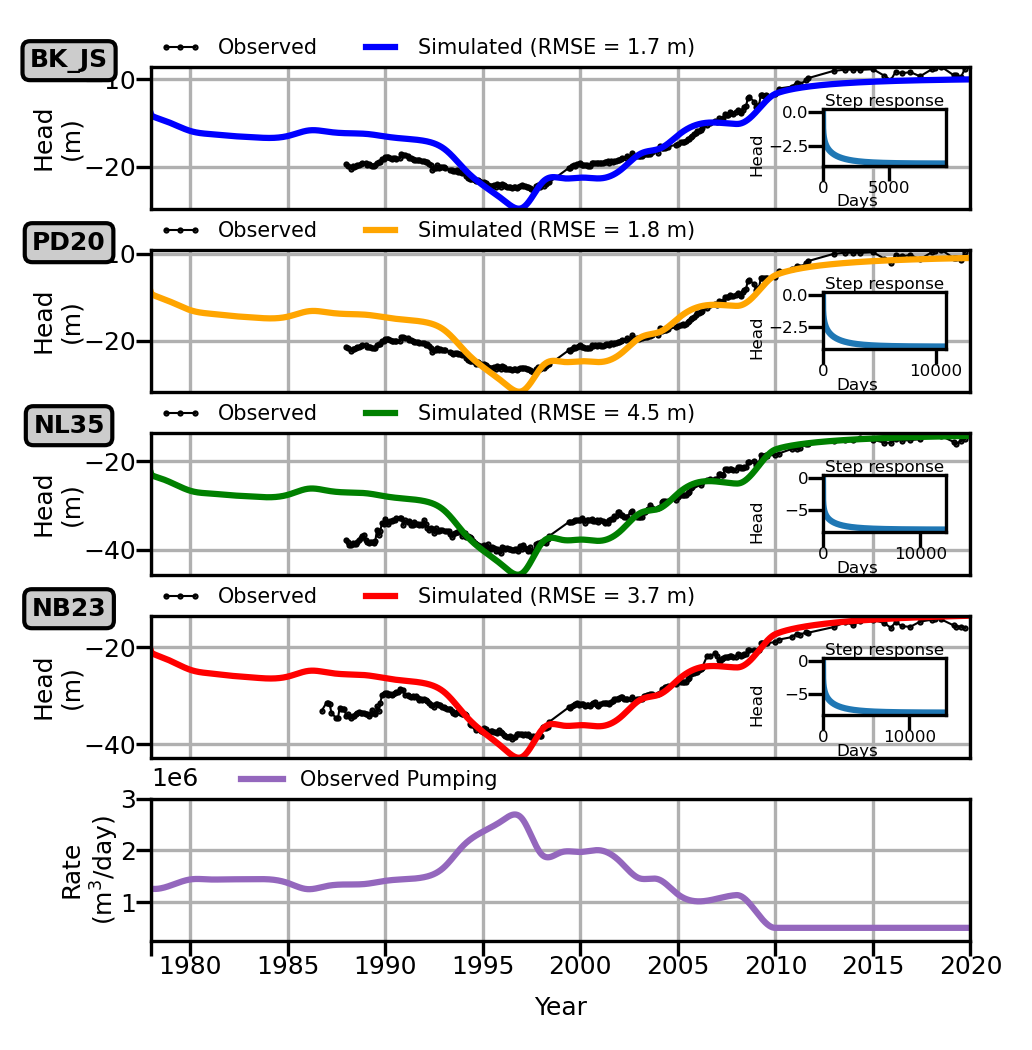 BK_JS
Observed Simulated (RMSE = 1.7 m)
10
−20
Head
(m)
Step response
0.0
−2.5
Head
0 5000
Days
PD20
Observed Simulated (RMSE = 1.8 m)
0
−20
Head
(m)
Step response
0.0
−2.5
Head
0 10000
Days
NL35
Observed Simulated (RMSE = 4.5 m)
−20
−40
Head
(m)
Step response
0
−5
Head
0 10000
Days
NB23
Observed Simulated (RMSE = 3.7 m)
−20
−40
Head
(m)
Step response
0
−5
Head
0 10000
Days
1e6 Observed Pumping
3
2
1
Rate
(m³/day)
1980 1985 1990 1995 2000 2005 2010 2015 2020
Year